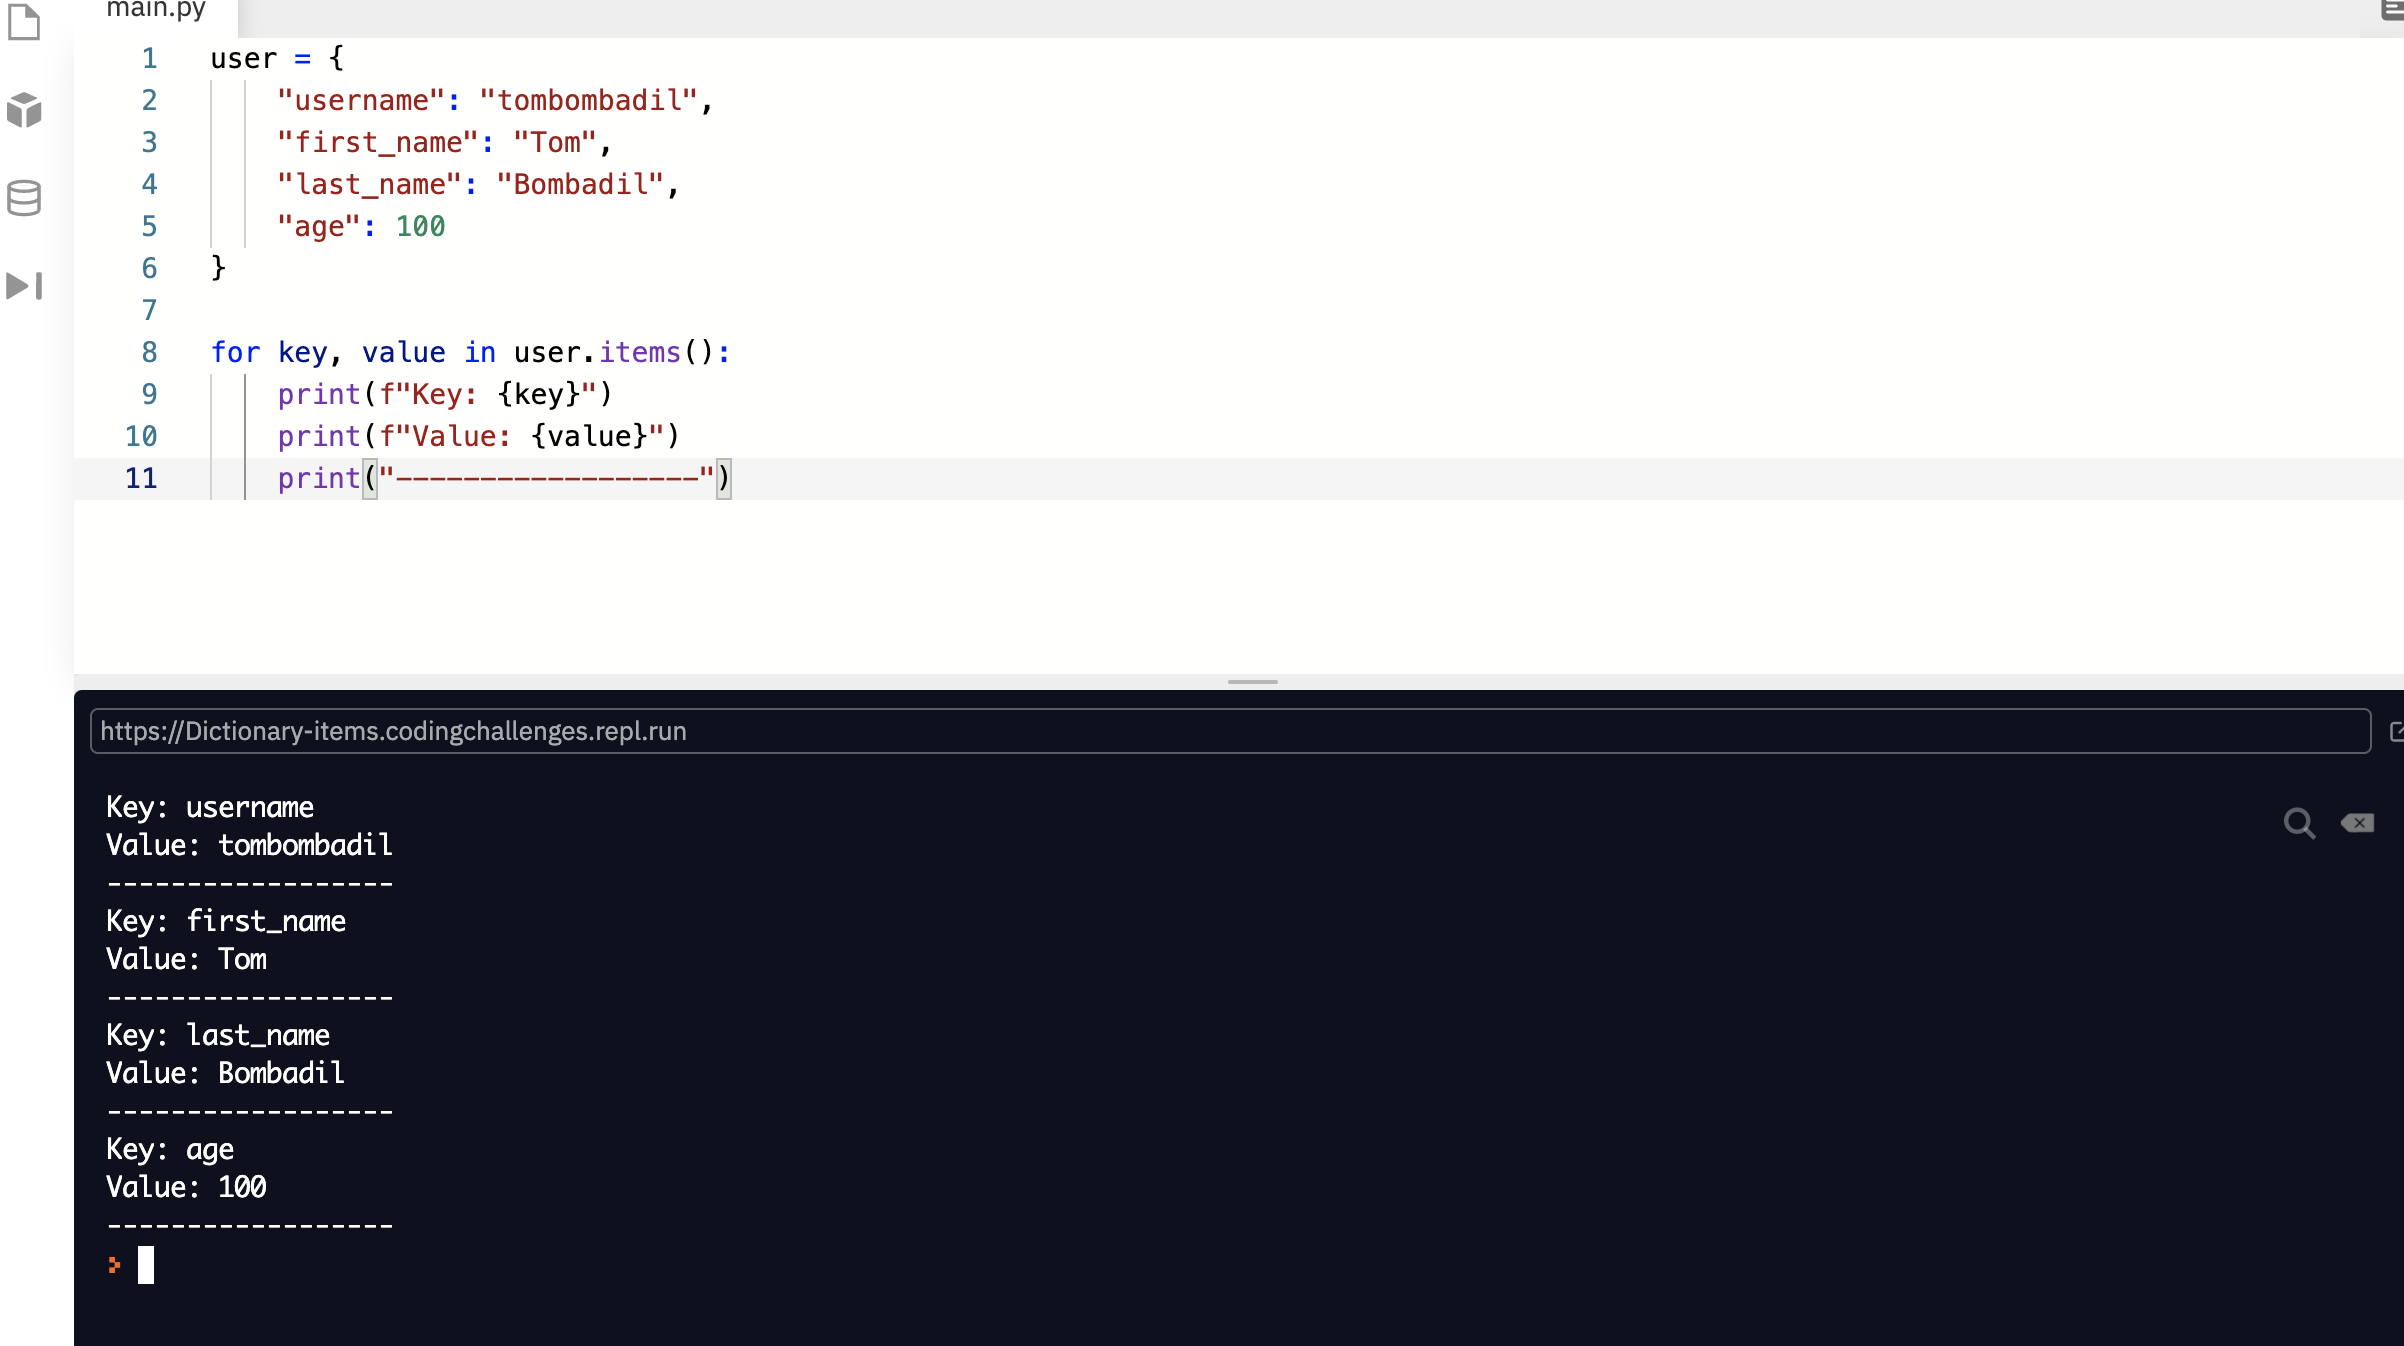 main.py
1 user = {
2     "username": "tombombadil",
3     "first_name": "Tom",
4     "last_name": "Bombadil",
5     "age": 100
6 }
7
8 for key, value in user.items():
9     print(f"Key: {key}")
10     print(f"Value: {value}")
11     print("------------------")
https://Dictionary-items.codingchallenges.repl.run
Key: username
Value: tombombadil
------------------
Key: first_name
Value: Tom
------------------
Key: last_name
Value: Bombadil
------------------
Key: age
Value: 100
------------------